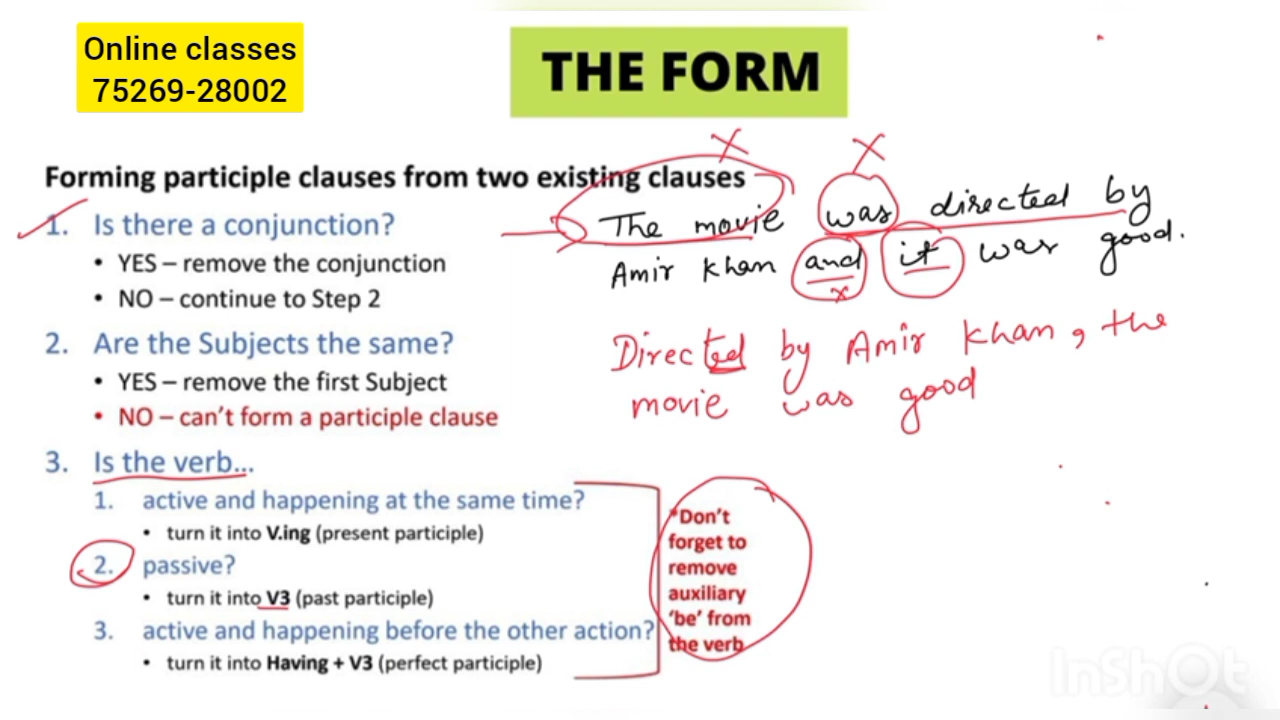 Online classes
75269-28002
THE FORM
Forming participle clauses from two existing clauses
1. Is there a conjunction?
• YES – remove the conjunction
• NO – continue to Step 2
2. Are the Subjects the same?
• YES – remove the first Subject
• NO – can't form a participle clause
3. Is the verb...
1. active and happening at the same time?
• turn it into V.ing (present participle)
2. passive?
• turn it into V3 (past participle)
3. active and happening before the other action?
• turn it into Having + V3 (perfect participle)
*Don't
forget to
remove
auxiliary
'be' from
the verb
The movie was directed by
Amir Khan and it was good.
Directed by Amir Khan, the
movie was good
InShOt